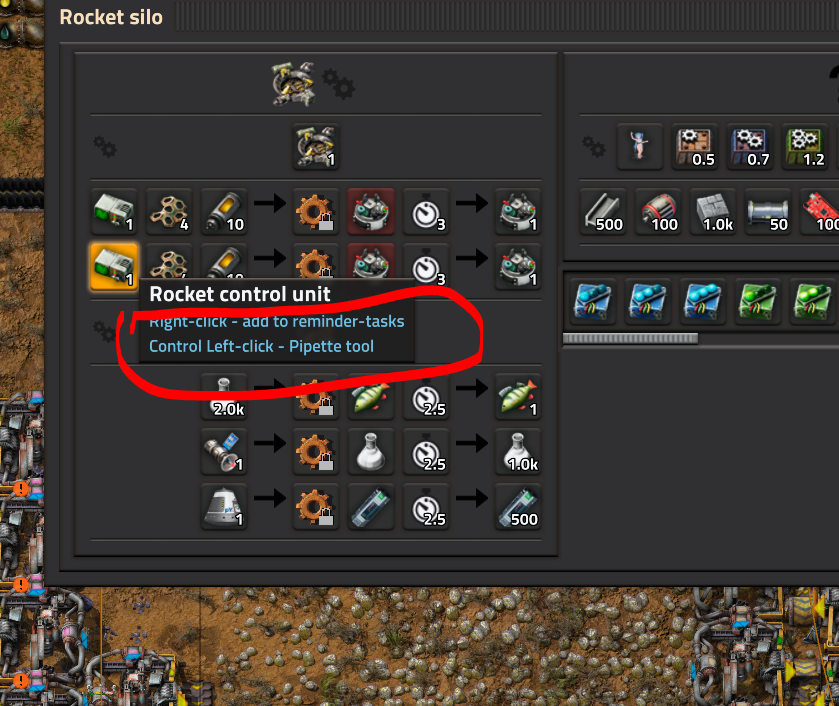 Rocket silo
1
0.5 0.7 1.2
1 4 10 3 1
500 100 1.0k 50 100
1 3 1
Rocket control unit
Right-click - add to reminder-tasks
Control Left-click - Pipette tool
2.0k 2.5 1
1 2.5 1.0k
1 2.5 500